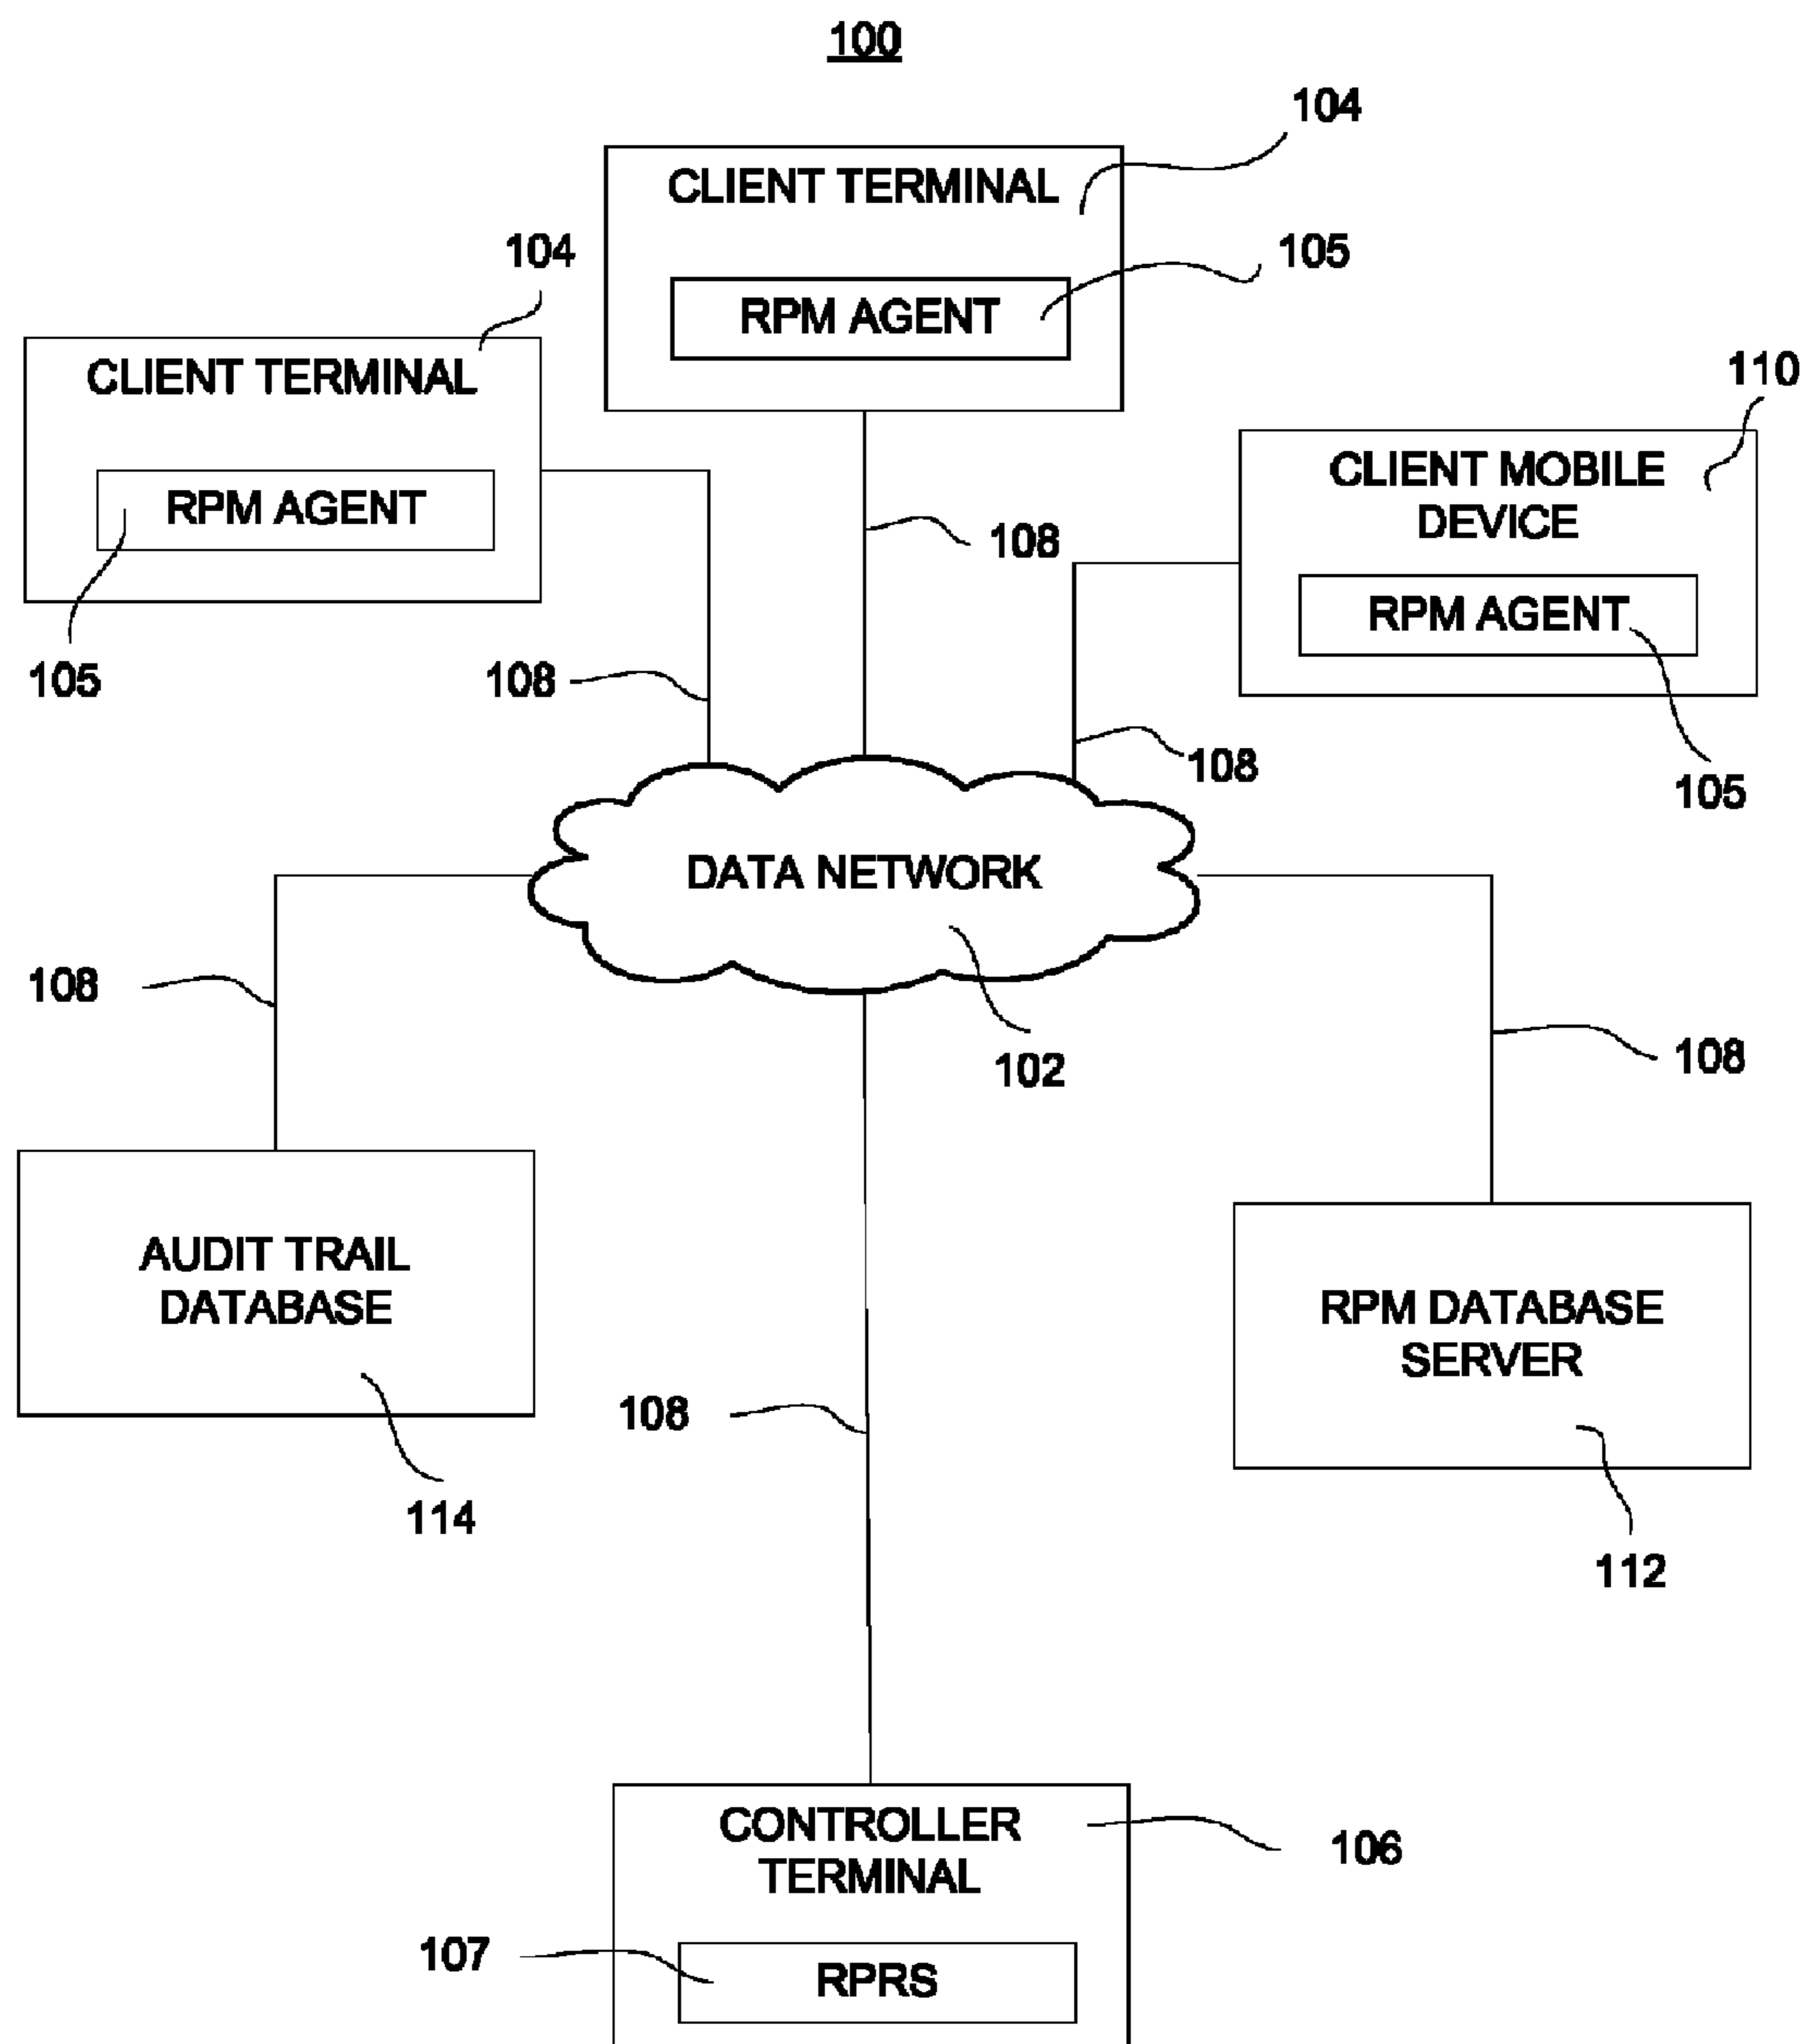 100
104
CLIENT TERMINAL
104
105
RPM AGENT
CLIENT TERMINAL
110
CLIENT MOBILE
DEVICE
RPM AGENT
108
RPM AGENT
105
108
108
105
DATA NETWORK
108
102
108
AUDIT TRAIL
DATABASE
RPM DATABASE
SERVER
108
114
112
CONTROLLER
TERMINAL
106
107
RPRS